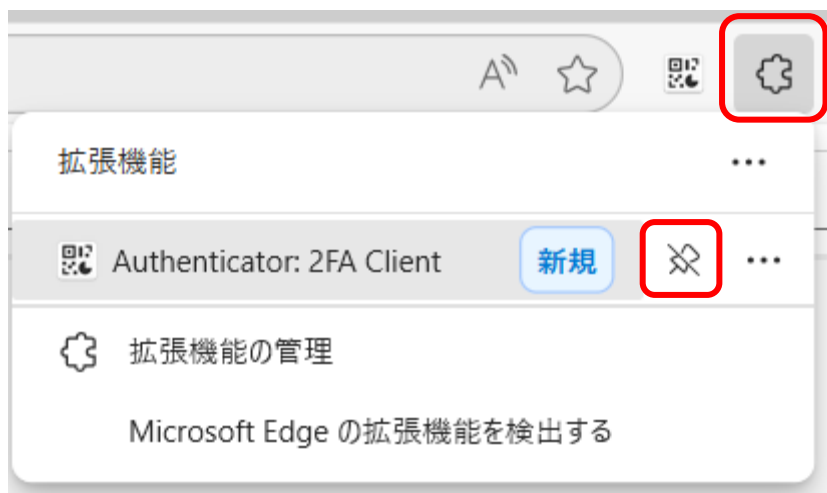 A
拡張機能
Authenticator: 2FA Client 新規
拡張機能の管理
Microsoft Edge の拡張機能を検出する